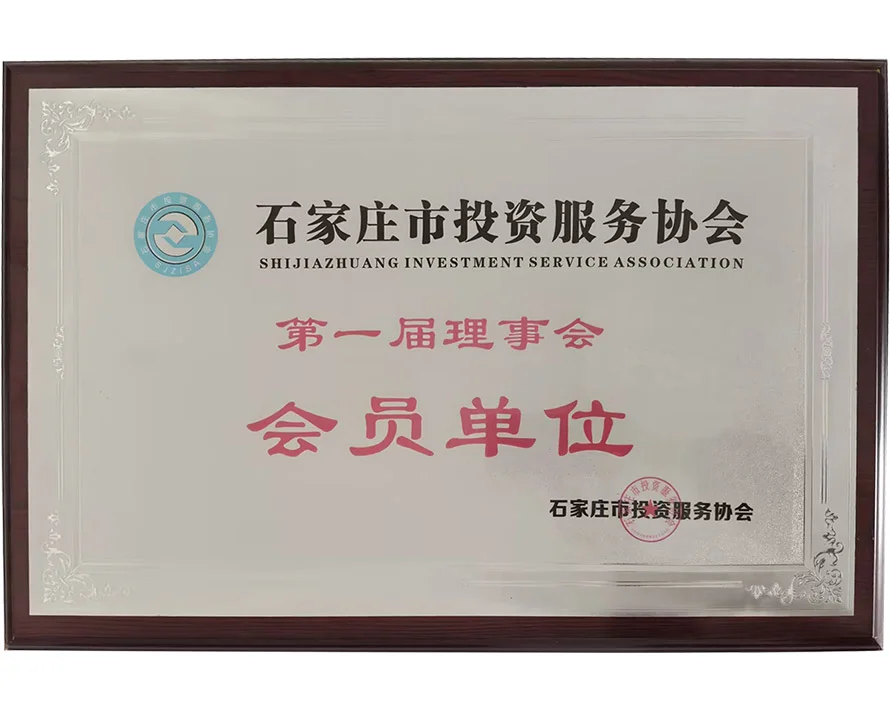 石家庄市投资服务协会
SHIJIAZHUANG INVESTMENT SERVICE ASSOCIATION
第一届理事会
会员单位
石家庄市投资服务协会